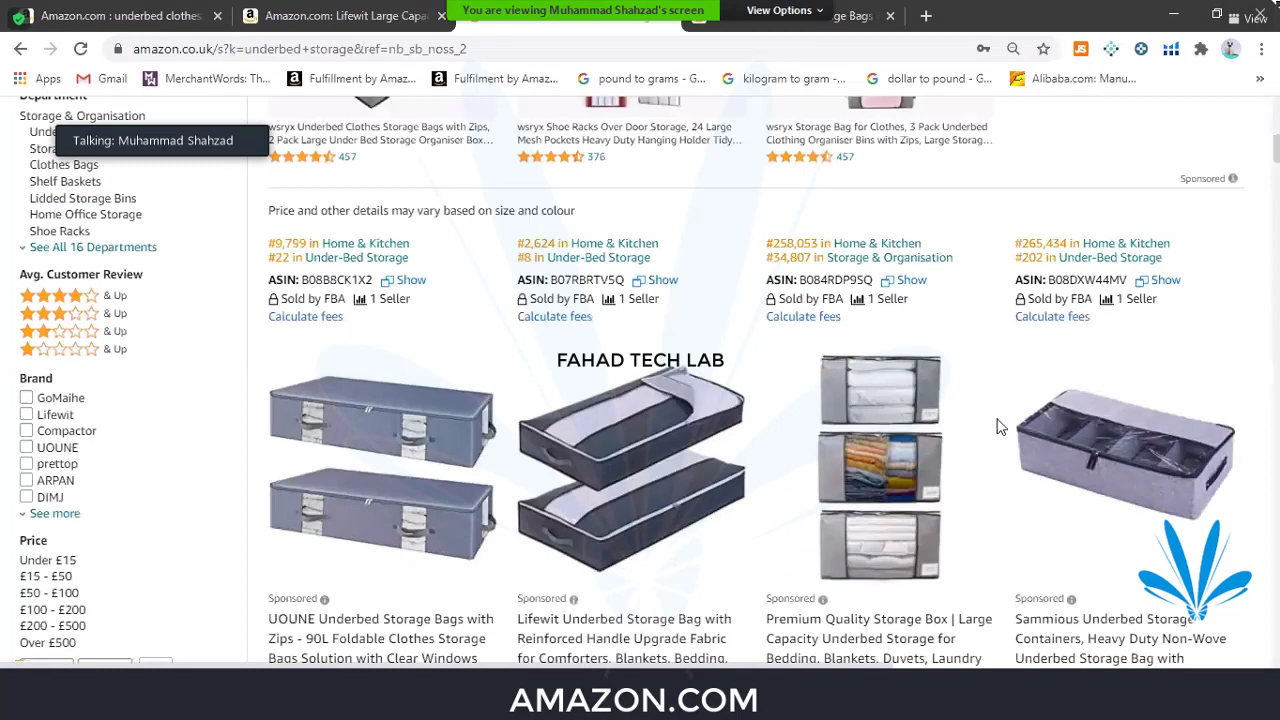 Amazon.com : underbed clothes
Amazon.com: Lifewit Large Capa
You are viewing Muhammad Shahzad's screen
View Options
Bags
View
amazon.co.uk/s?k=underbed+storage&ref=nb_sb_noss_2
Apps
Gmail
MerchantWords: Th...
Fulfillment by Amaz...
Fulfilment by Amaz...
pound to grams - G...
kilogram to gram -...
dollar to pound - G...
Alibaba.com: Manu...
Department
Storage & Organisation
Talking: Muhammad Shahzad
Clothes Bags
Shelf Baskets
Lidded Storage Bins
Home Office Storage
Shoe Racks
See All 16 Departments
Avg. Customer Review
& Up
& Up
& Up
& Up
Brand
GoMaihe
Lifewit
Compactor
UOUNE
prettop
ARPAN
DIMJ
See more
Price
Under £15
£15 - £50
£50 - £100
£100 - £200
£200 - £500
Over £500
wsryx Underbed Clothes Storage Bags with Zips,
2 Pack Large Under Bed Storage Organiser Box...
457
wsryx Shoe Racks Over Door Storage, 24 Large
Mesh Pockets Heavy Duty Hanging Holder Tidy...
376
wsryx Storage Bag for Clothes, 3 Pack Underbed
Clothing Organiser Bins with Zips, Large Storag...
457
Sponsored
Price and other details may vary based on size and colour
#9,799 in Home & Kitchen
#22 in Under-Bed Storage
ASIN: B08B8CK1X2 Show
Sold by FBA 1 Seller
Calculate fees
#2,624 in Home & Kitchen
#8 in Under-Bed Storage
ASIN: B07RBRTV5Q Show
Sold by FBA 1 Seller
Calculate fees
#258,053 in Home & Kitchen
#34,807 in Storage & Organisation
ASIN: B084RDP9SQ Show
Sold by FBA 1 Seller
Calculate fees
#265,434 in Home & Kitchen
#202 in Under-Bed Storage
ASIN: B08DXW44MV Show
Sold by FBA 1 Seller
Calculate fees
FAHAD TECH LAB
Sponsored
UOUNE Underbed Storage Bags with
Zips - 90L Foldable Clothes Storage
Bags Solution with Clear Windows
Sponsored
Lifewit Underbed Storage Bag with
Reinforced Handle Upgrade Fabric
for Comforters, Blankets, Bedding,
Sponsored
Premium Quality Storage Box | Large
Capacity Underbed Storage for
Bedding, Blankets, Duvets, Laundry
Sponsored
Sammious Underbed Storage
Containers, Heavy Duty Non-Wove
Underbed Storage Bag with
AMAZON.COM